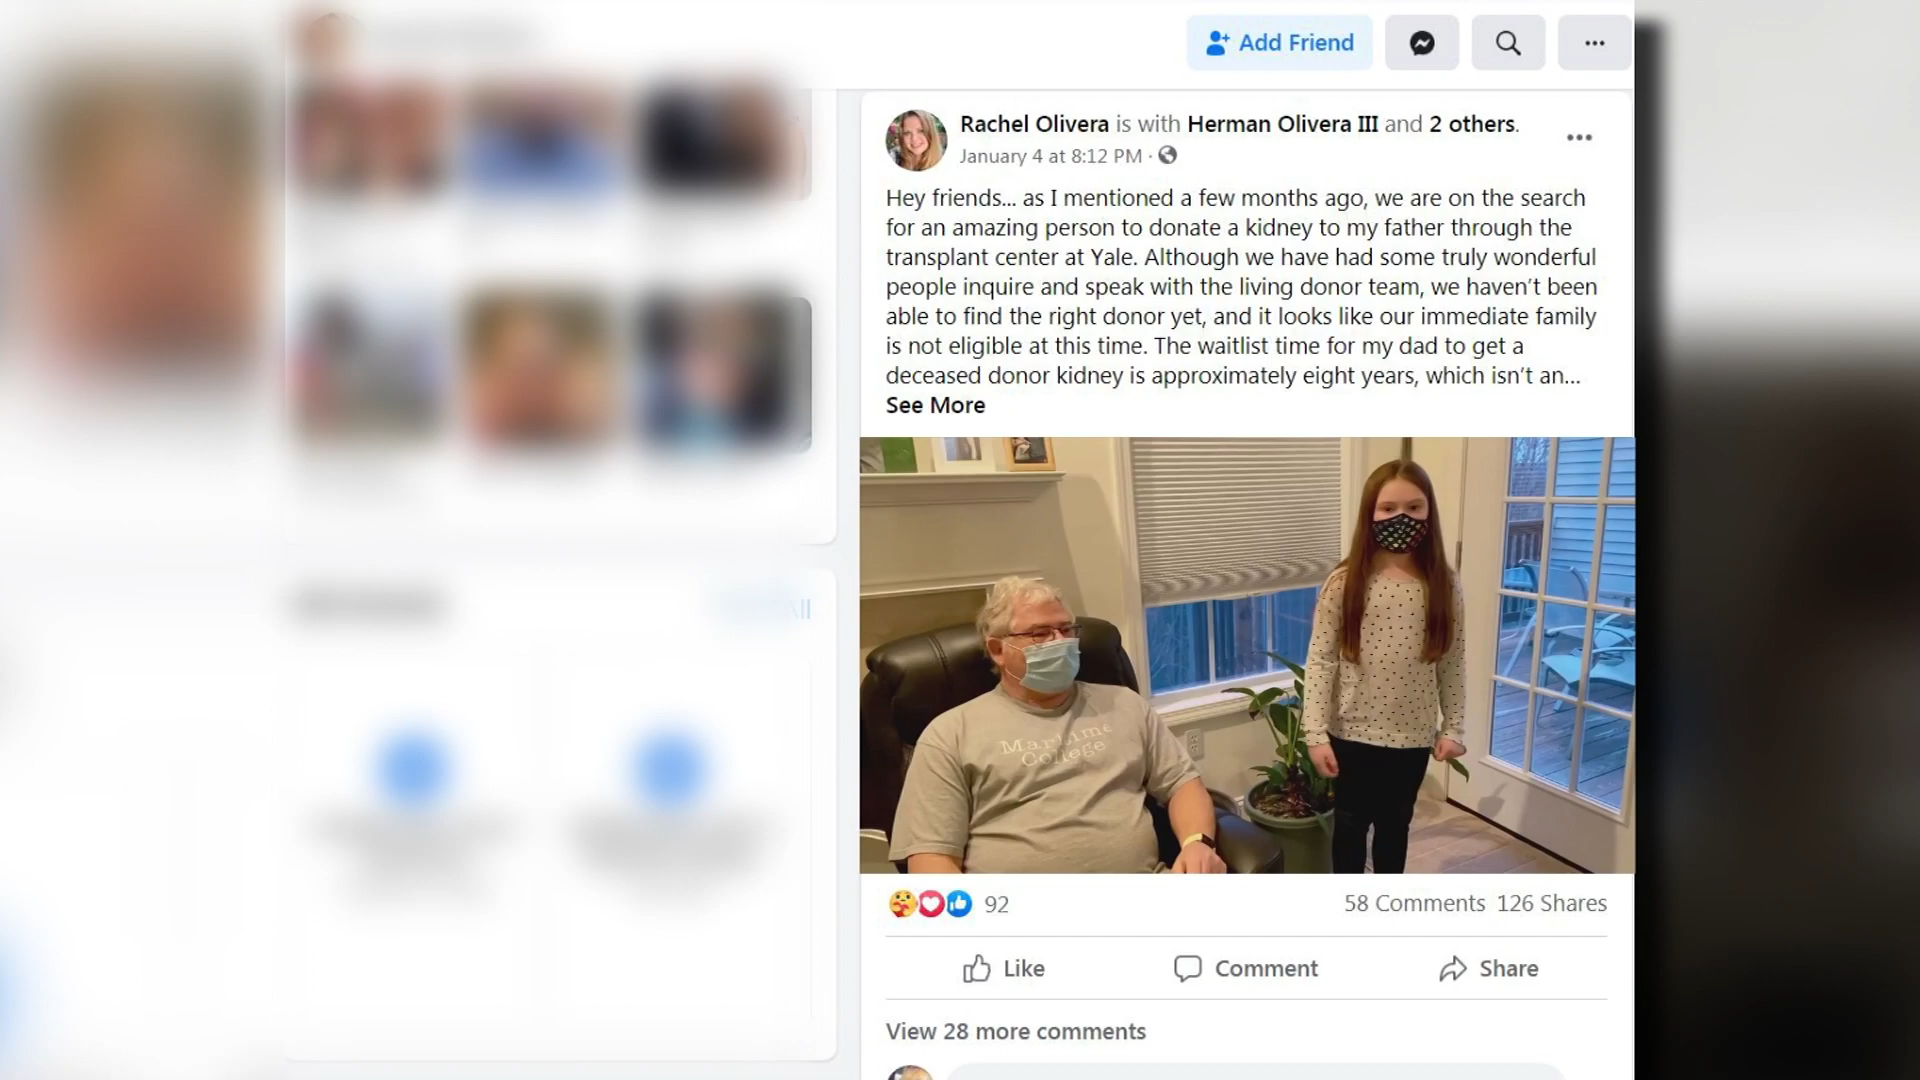 Add Friend
Rachel Olivera is with Herman Olivera III and 2 others.
January 4 at 8:12 PM ·
Hey friends... as I mentioned a few months ago, we are on the search
for an amazing person to donate a kidney to my father through the
transplant center at Yale. Although we have had some truly wonderful
people inquire and speak with the living donor team, we haven't been
able to find the right donor yet, and it looks like our immediate family
is not eligible at this time. The waitlist time for my dad to get a
deceased donor kidney is approximately eight years, which isn't an...
See More
Maritime
College
92
58 Comments 126 Shares
Like
Comment
Share
View 28 more comments